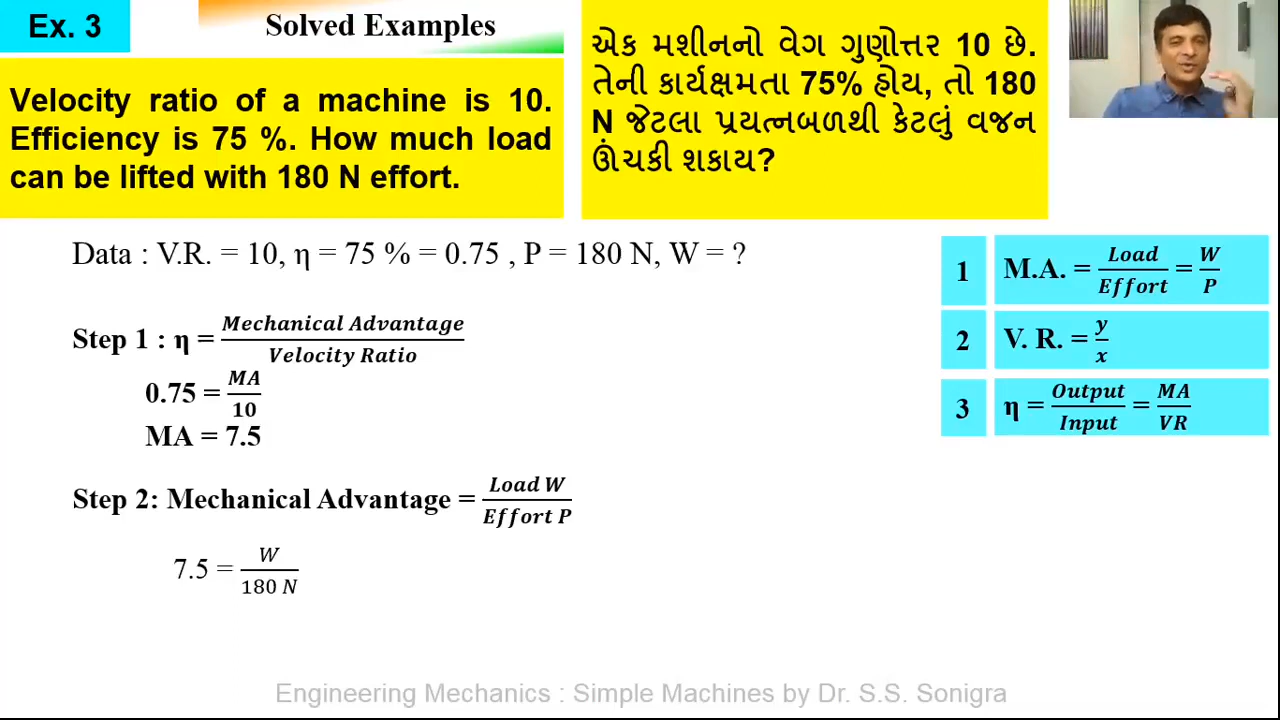 Ex. 3
Solved Examples
Velocity ratio of a machine is 10.
Efficiency is 75 %. How much load
can be lifted with 180 N effort.
એક મશીનનો વેગ ગુણોત્તર 10 છે.
તેની કાર્યક્ષમતા 75% હોય, તો 180
N જેટલા પ્રયત્નબળથી કેટલું વજન
ઊંચકી શકાય?
Data : V.R. = 10, η = 75 % = 0.75 , P = 180 N, W = ?
Step 1 : η = Mechanical Advantage / Velocity Ratio
0.75 = MA / 10
MA = 7.5
Step 2: Mechanical Advantage = Load W / Effort P
7.5 = W / 180 N
1 M.A. = Load / Effort = W / P
2 V. R. = y / x
3 η = Output / Input = MA / VR
Engineering Mechanics : Simple Machines by Dr. S.S. Sonigra